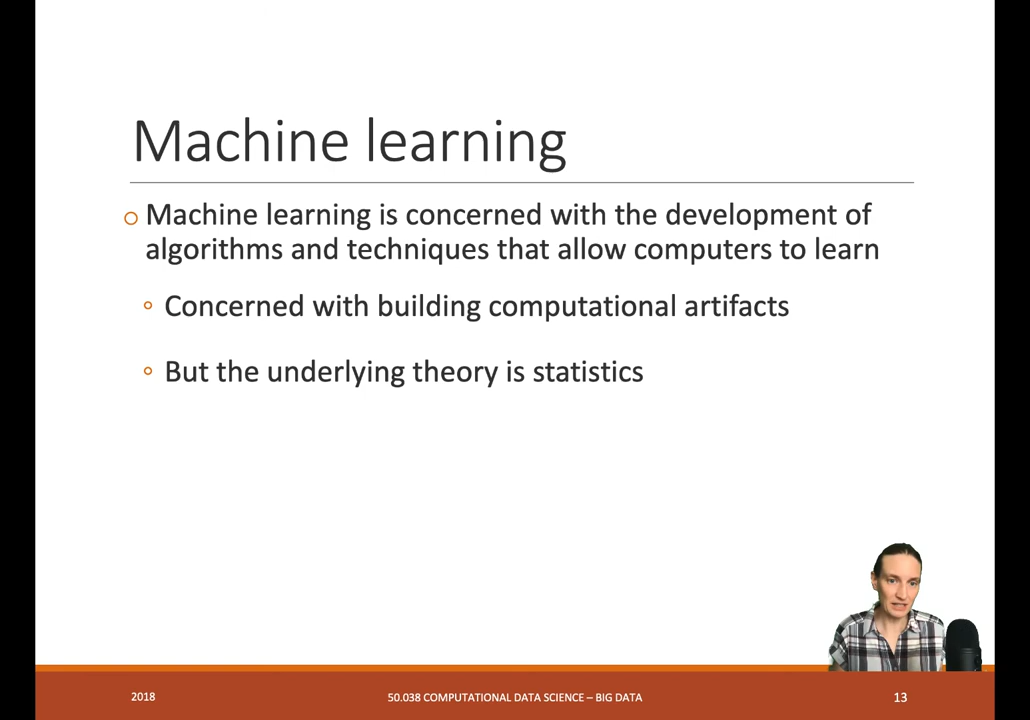 Machine learning
Machine learning is concerned with the development of
algorithms and techniques that allow computers to learn
Concerned with building computational artifacts
But the underlying theory is statistics
2018
50.038 COMPUTATIONAL DATA SCIENCE – BIG DATA
13